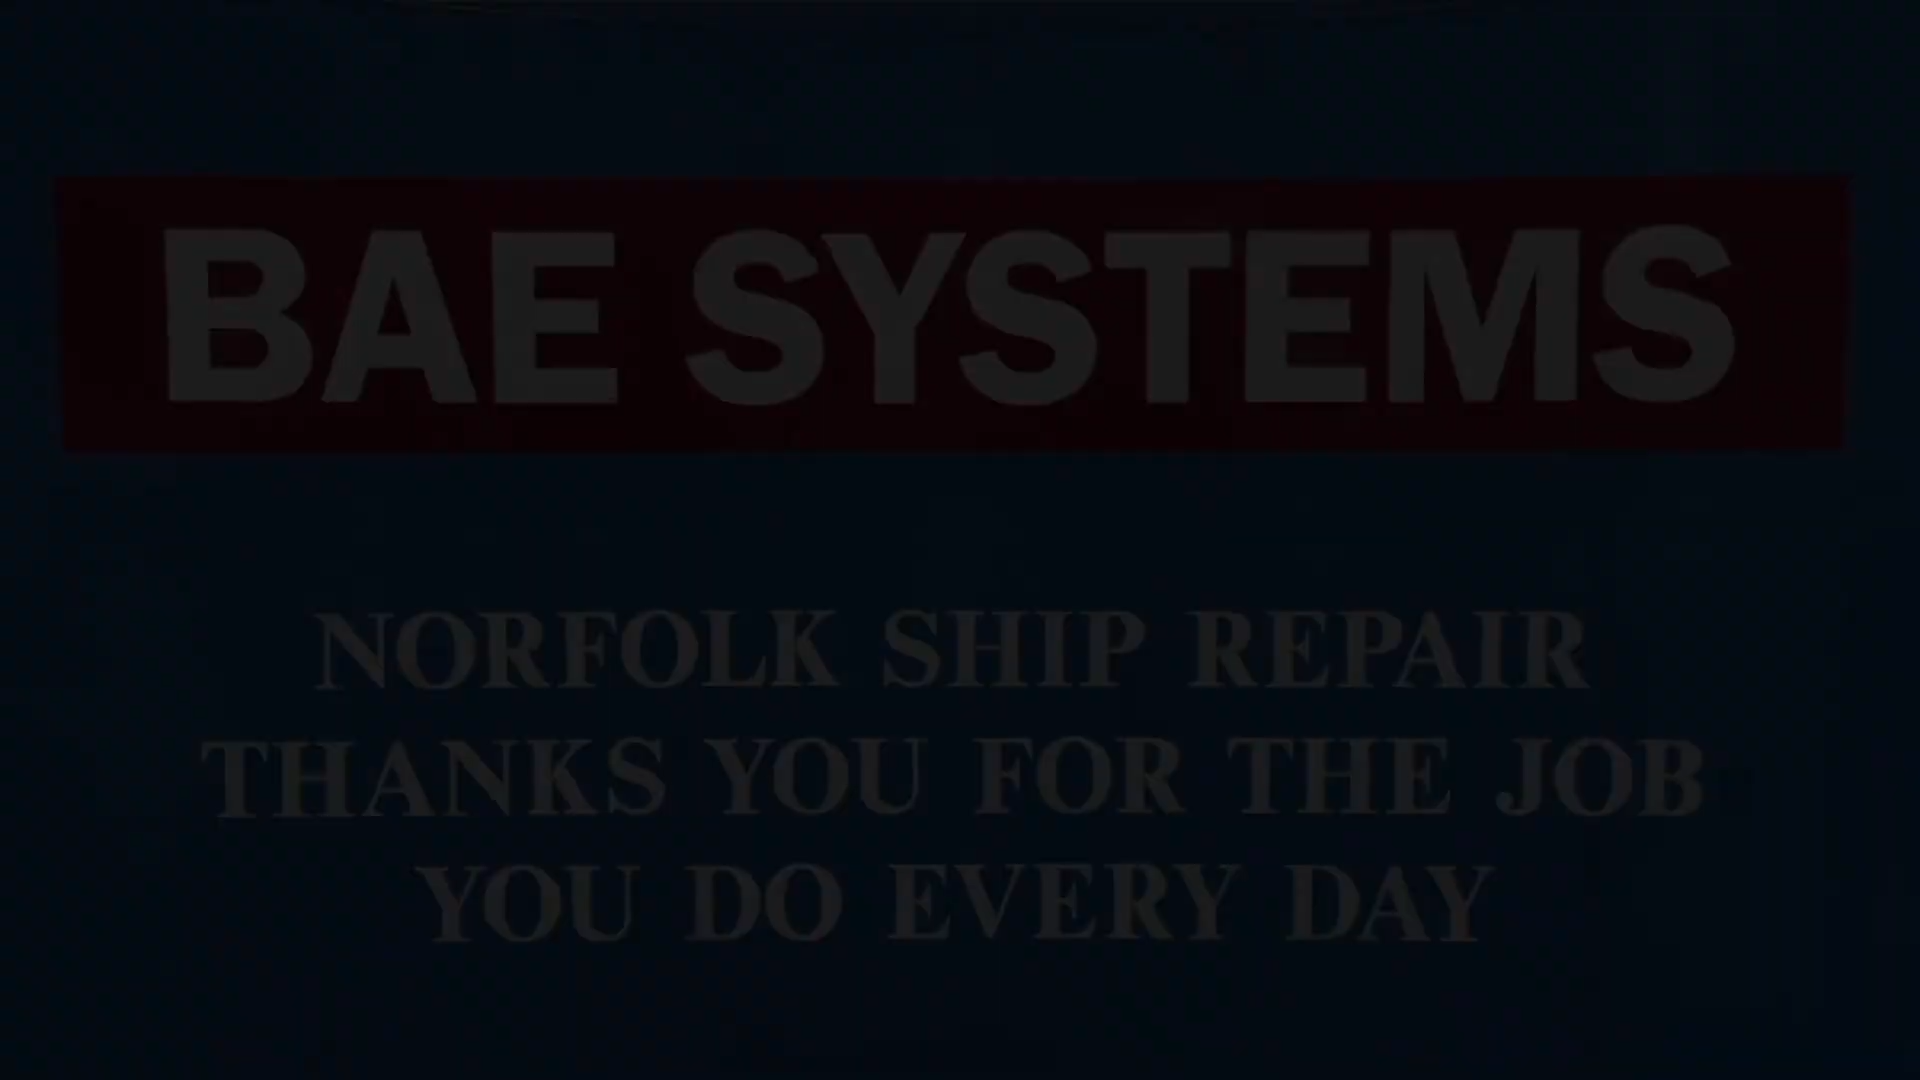 BAE SYSTEMS
NORFOLK SHIP REPAIR
THANKS YOU FOR THE JOB
YOU DO EVERY DAY